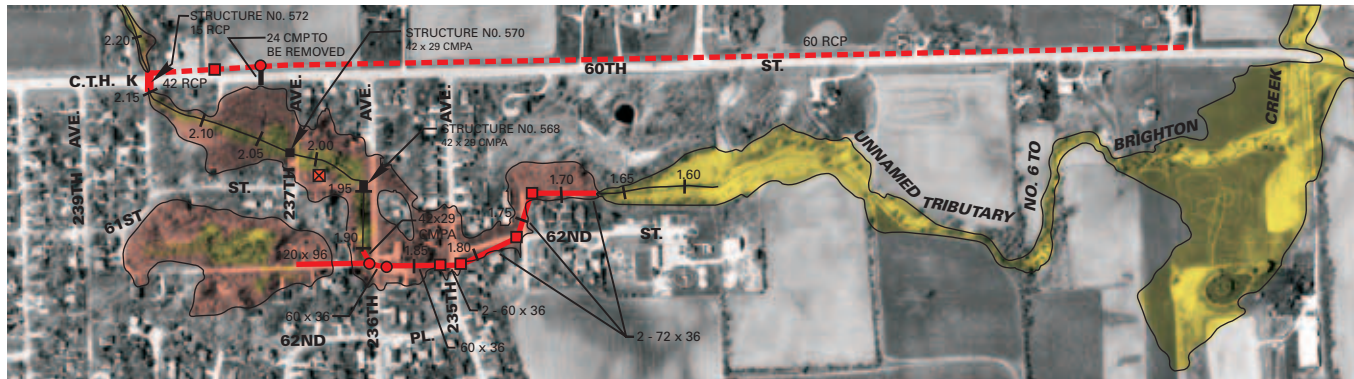 STRUCTURE N0. 572
15 RCP
2.20
24 CMP TO
BE REMOVED
STRUCTURE N0. 570
42 x 29 CMPA
60 RCP
C.T.H. K
42 RCP
60TH
ST.
2.15
AVE.
AVE.
AVE.
AVE.
2.10
2.05
2.00
STRUCTURE N0. 568
42 x 29 CMPA
UNNAMED TRIBUTARY
NO. 6 TO
BRIGHTON
CREEK
239TH
61ST
ST.
237TH
1.95
1.90
42x29
CMPA
1.85
1.80
1.75
1.70
1.65
1.60
62ND
ST.
120 x 96
60 x 36
62ND
PL.
236TH
235TH
2 - 60 x 36
60 x 36
2 - 72 x 36